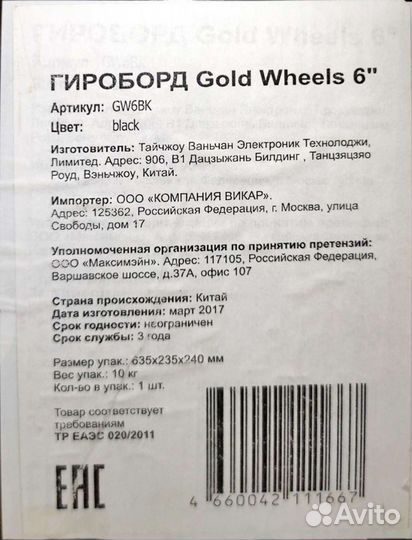 ГИРОБОРД Gold Wheels 6"
Артикул: GW6BK
Цвет: black
Изготовитель: Тайчжоу Ваньчан Электроник Технолоджи,
Лимитед. Адрес: 906, В1 Дацзыжань Билдинг , Танцзяцзяо
Роуд, Вэньчжоу, Китай.
Импортер: ООО «КОМПАНИЯ ВИКАР».
Адрес: 125362, Российская Федерация, г. Москва, улица
Свободы, дом 17
Уполномоченная организация по принятию претензий:
ООО «Максимэйн», Адрес: 117105, Российская Федерация,
Варшавское шоссе, д.37А, офис 107
Страна происхождения: Китай
Дата изготовления: март 2017
Срок годности: неограничен
Срок службы: 3 года
Размер упак.: 635х235х240 мм
Вес упак.: 10 кг
Кол-во в упак.: 1 шт.
Товар соответствует
требованиям
ТР ЕАЭС 020/2011
ЕАС
4 660042 111667
Avito